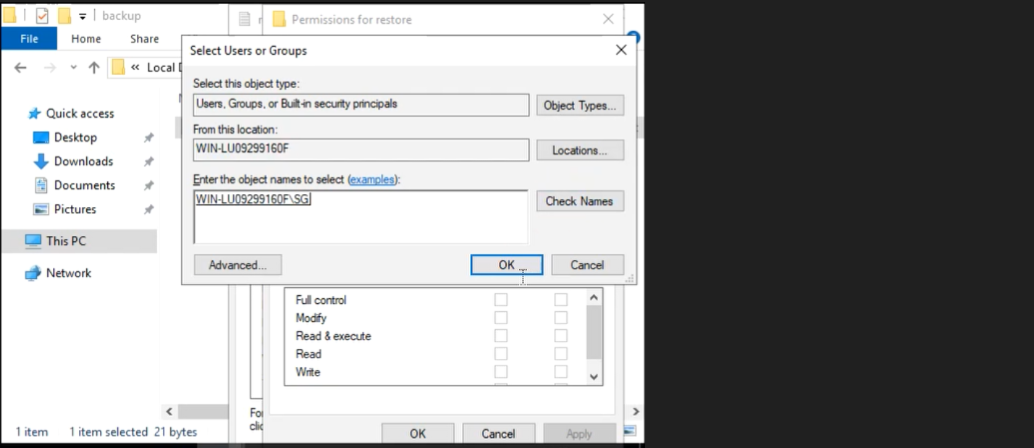 backup
Permissions for restore
File
Home
Share
Select Users or Groups
« Local
Select this object type:
Users, Groups, or Built-in security principals
Object Types...
From this location:
WIN-LU09299160F
Locations...
Enter the object names to select (examples):
WIN-LU09299160F\SG
Check Names
Advanced...
OK
Cancel
Quick access
Desktop
Downloads
Documents
Pictures
This PC
Network
Full control
Modify
Read & execute
Read
Write
OK
Cancel
Apply
1 item
1 item selected 21 bytes